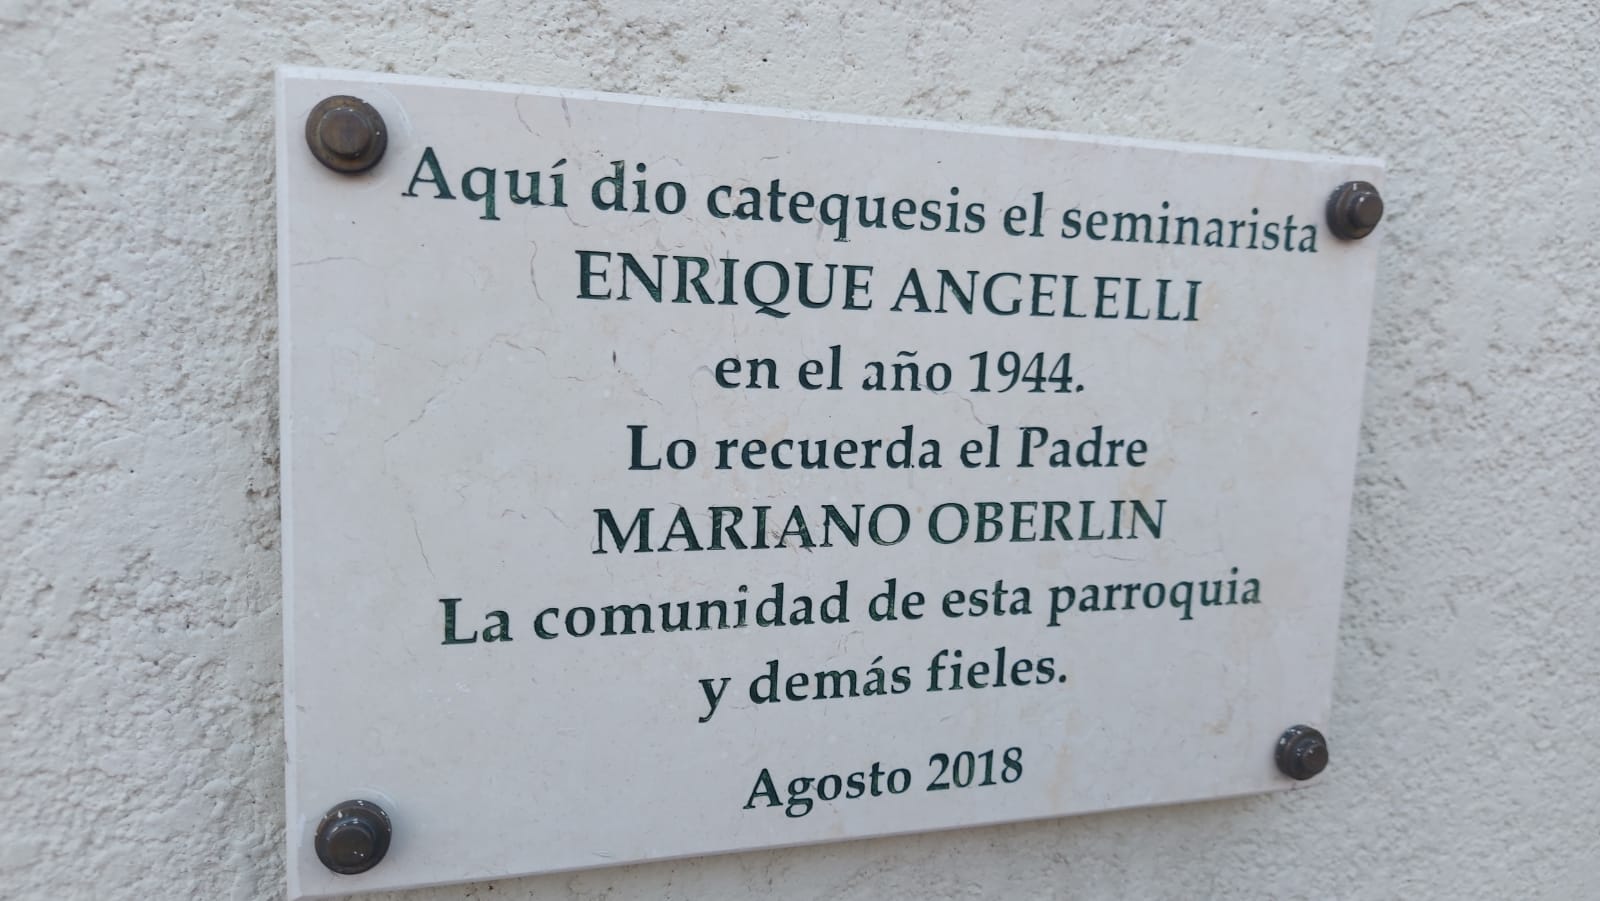 Aquí dio catequesis el seminarista
ENRIQUE ANGELELLI
en el año 1944.
Lo recuerda el Padre
MARIANO OBERLIN
La comunidad de esta parroquia
y demás fieles.
Agosto 2018